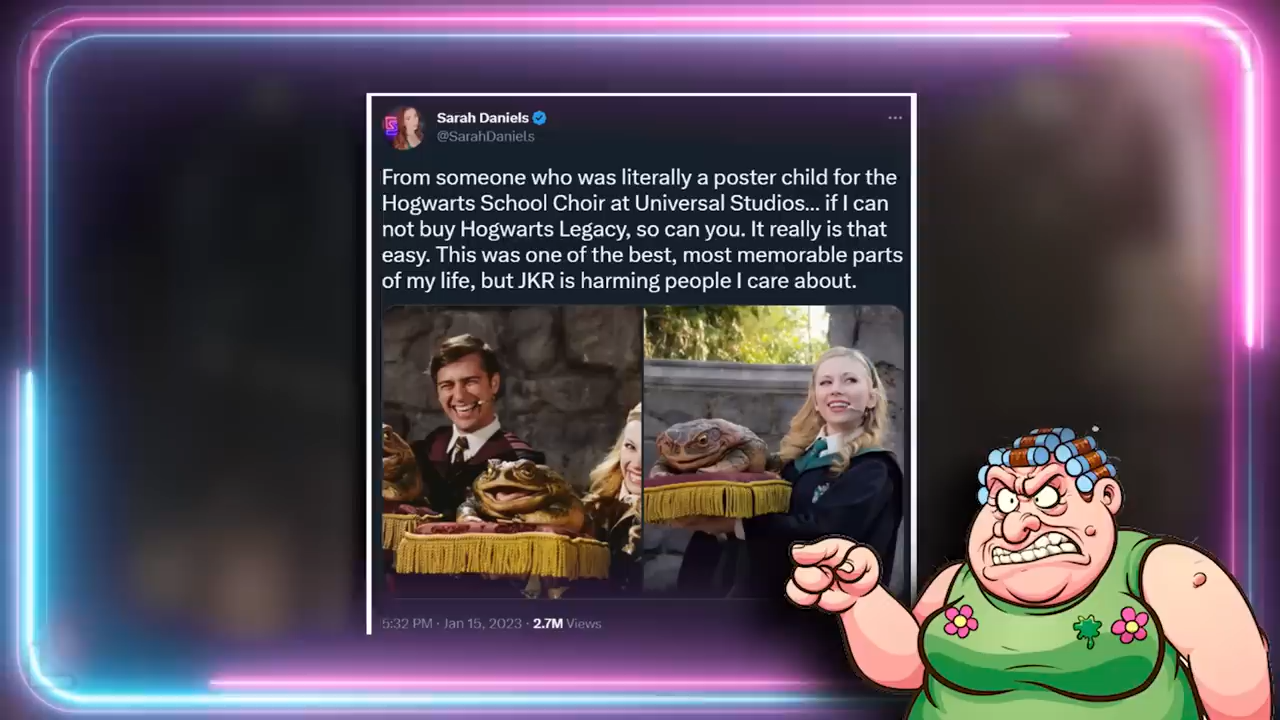 Sarah Daniels
@SarahDaniels
From someone who was literally a poster child for the
Hogwarts School Choir at Universal Studios... if I can
not buy Hogwarts Legacy, so can you. It really is that
easy. This was one of the best, most memorable parts
of my life, but JKR is harming people I care about.
5:32 PM · Jan 15, 2023 · 2.7M Views